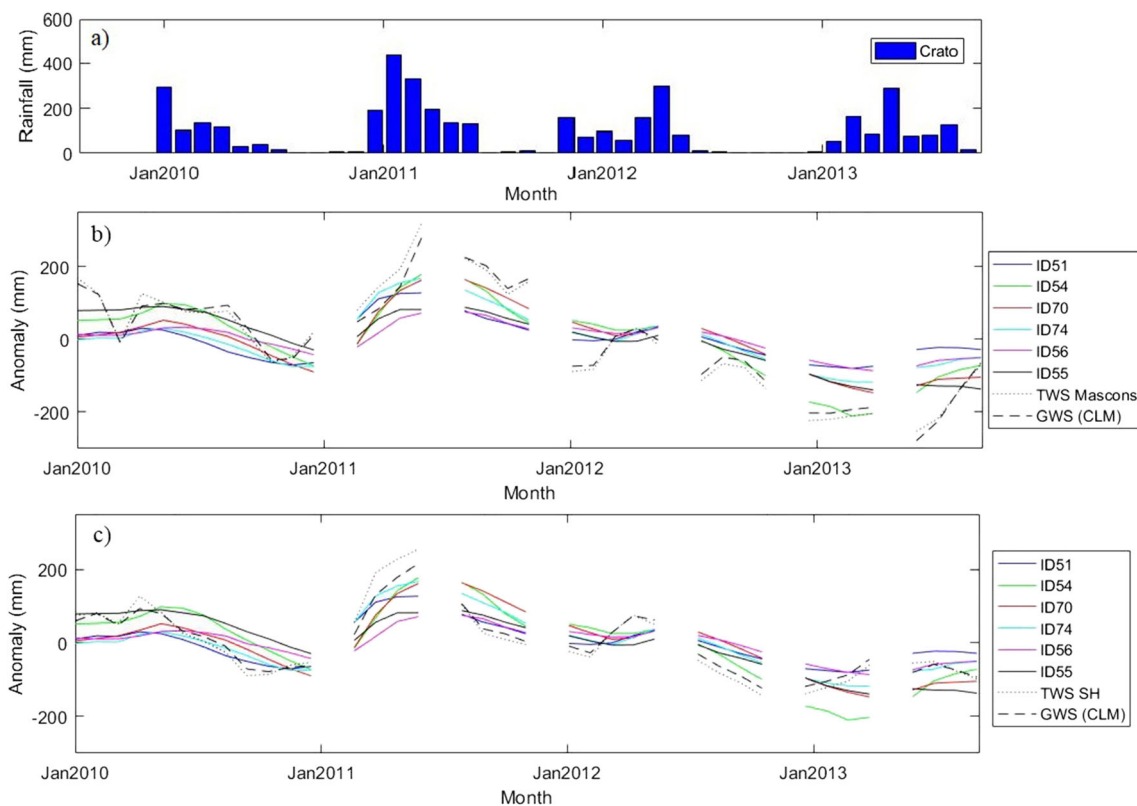 a)
Rainfall (mm)
600
400
200
0
Crato
Jan2010
Jan2011
Jan2012
Jan2013
Month
b)
Anomaly (mm)
200
0
-200
Jan2010
Jan2011
Jan2012
Jan2013
Month
ID51
ID54
ID70
ID74
ID56
ID55
TWS Mascons
GWS (CLM)
c)
Anomaly (mm)
200
0
-200
Jan2010
Jan2011
Jan2012
Jan2013
Month
ID51
ID54
ID70
ID74
ID56
ID55
TWS SH
GWS (CLM)